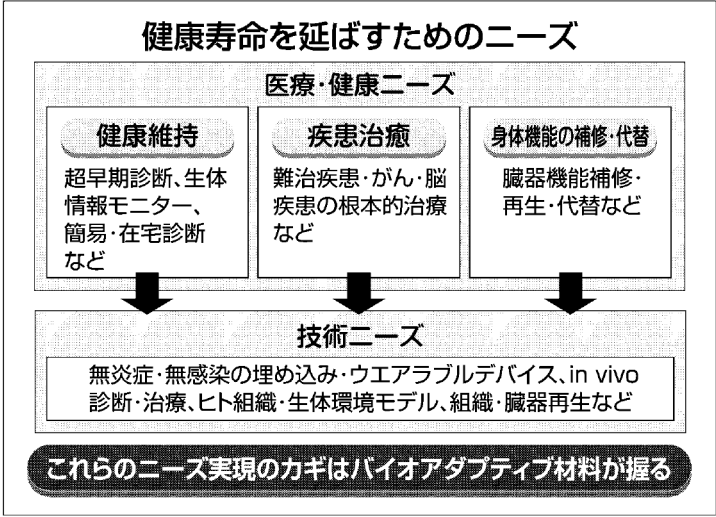 健康寿命を延ばすためのニーズ
医療・健康ニーズ
健康維持
超早期診断、生体
情報モニター、
簡易・在宅診断
など
疾患治癒
難治疾患・がん・脳
疾患の根本的治療
など
身体機能の補修・代替
臓器機能補修・
再生・代替など
技術ニーズ
無炎症・無感染の埋め込み・ウエアラブルデバイス、in vivo
診断・治療、ヒト組織・生体環境モデル、組織・臓器再生など
これらのニーズ実現のカギはバイオアダプティブ材料が握る